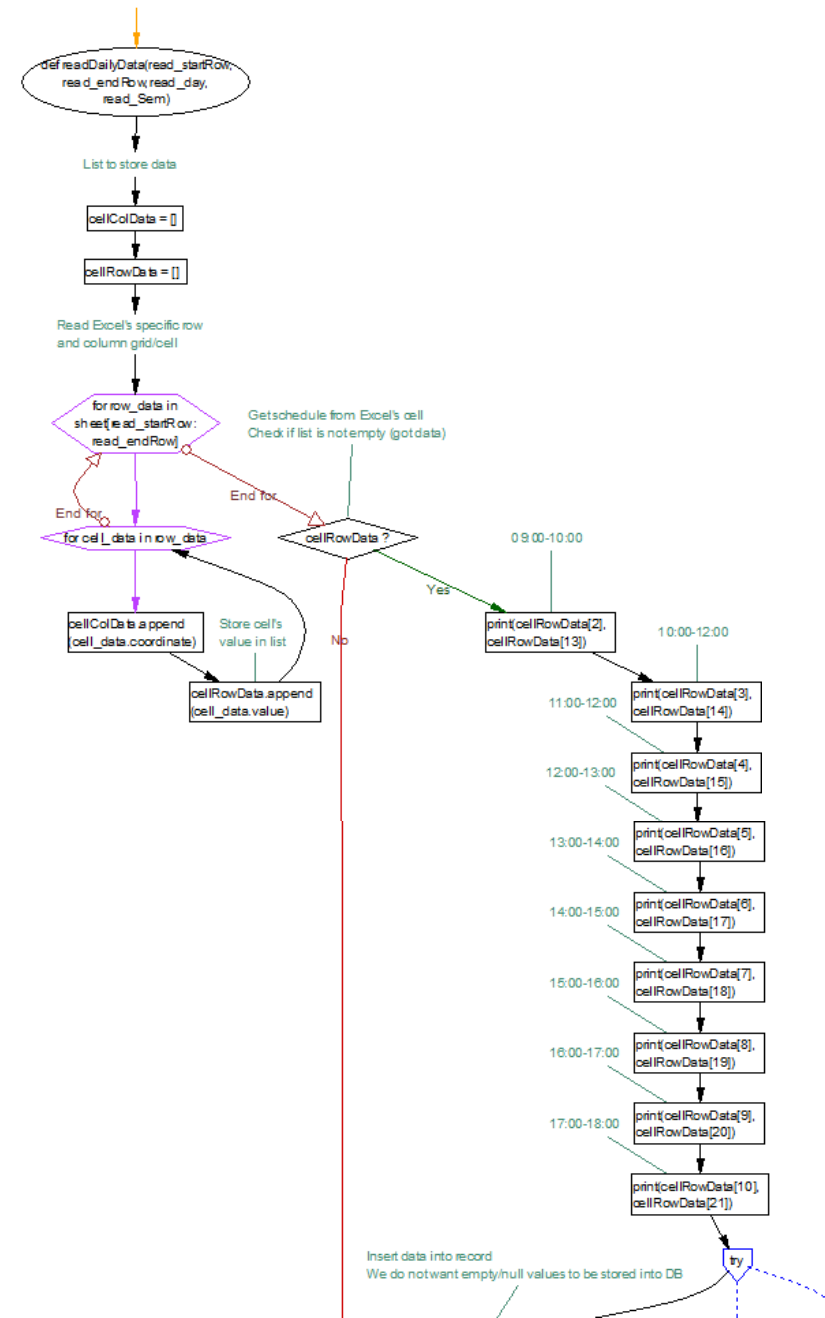 def readDailyData(read_startRow,
read_endRow, read_day,
read_Sem)
List to store data
cellColData = []
cellRowData = []
Read Excel's specific row
and column grid/cell
for row_data in
sheet[read_startRow:
read_endRow]
Get schedule from Excel's cell
Check if list is not empty (got data)
End for
End for
for cell_data in row_data
cellRowData ?
09:00-10:00
Yes
cellColData.append
(cell_data.coordinate)
Store cell's
value in list
No
print(cellRowData[2],
cellRowData[13])
10:00-12:00
cellRowData.append
(cell_data.value)
print(cellRowData[3],
cellRowData[14])
11:00-12:00
print(cellRowData[4],
cellRowData[15])
12:00-13:00
print(cellRowData[5],
cellRowData[16])
13:00-14:00
print(cellRowData[6],
cellRowData[17])
14:00-15:00
print(cellRowData[7],
cellRowData[18])
15:00-16:00
print(cellRowData[8],
cellRowData[19])
16:00-17:00
print(cellRowData[9],
cellRowData[20])
17:00-18:00
print(cellRowData[10],
cellRowData[21])
try
Insert data into record
We do not want empty/null values to be stored into DB